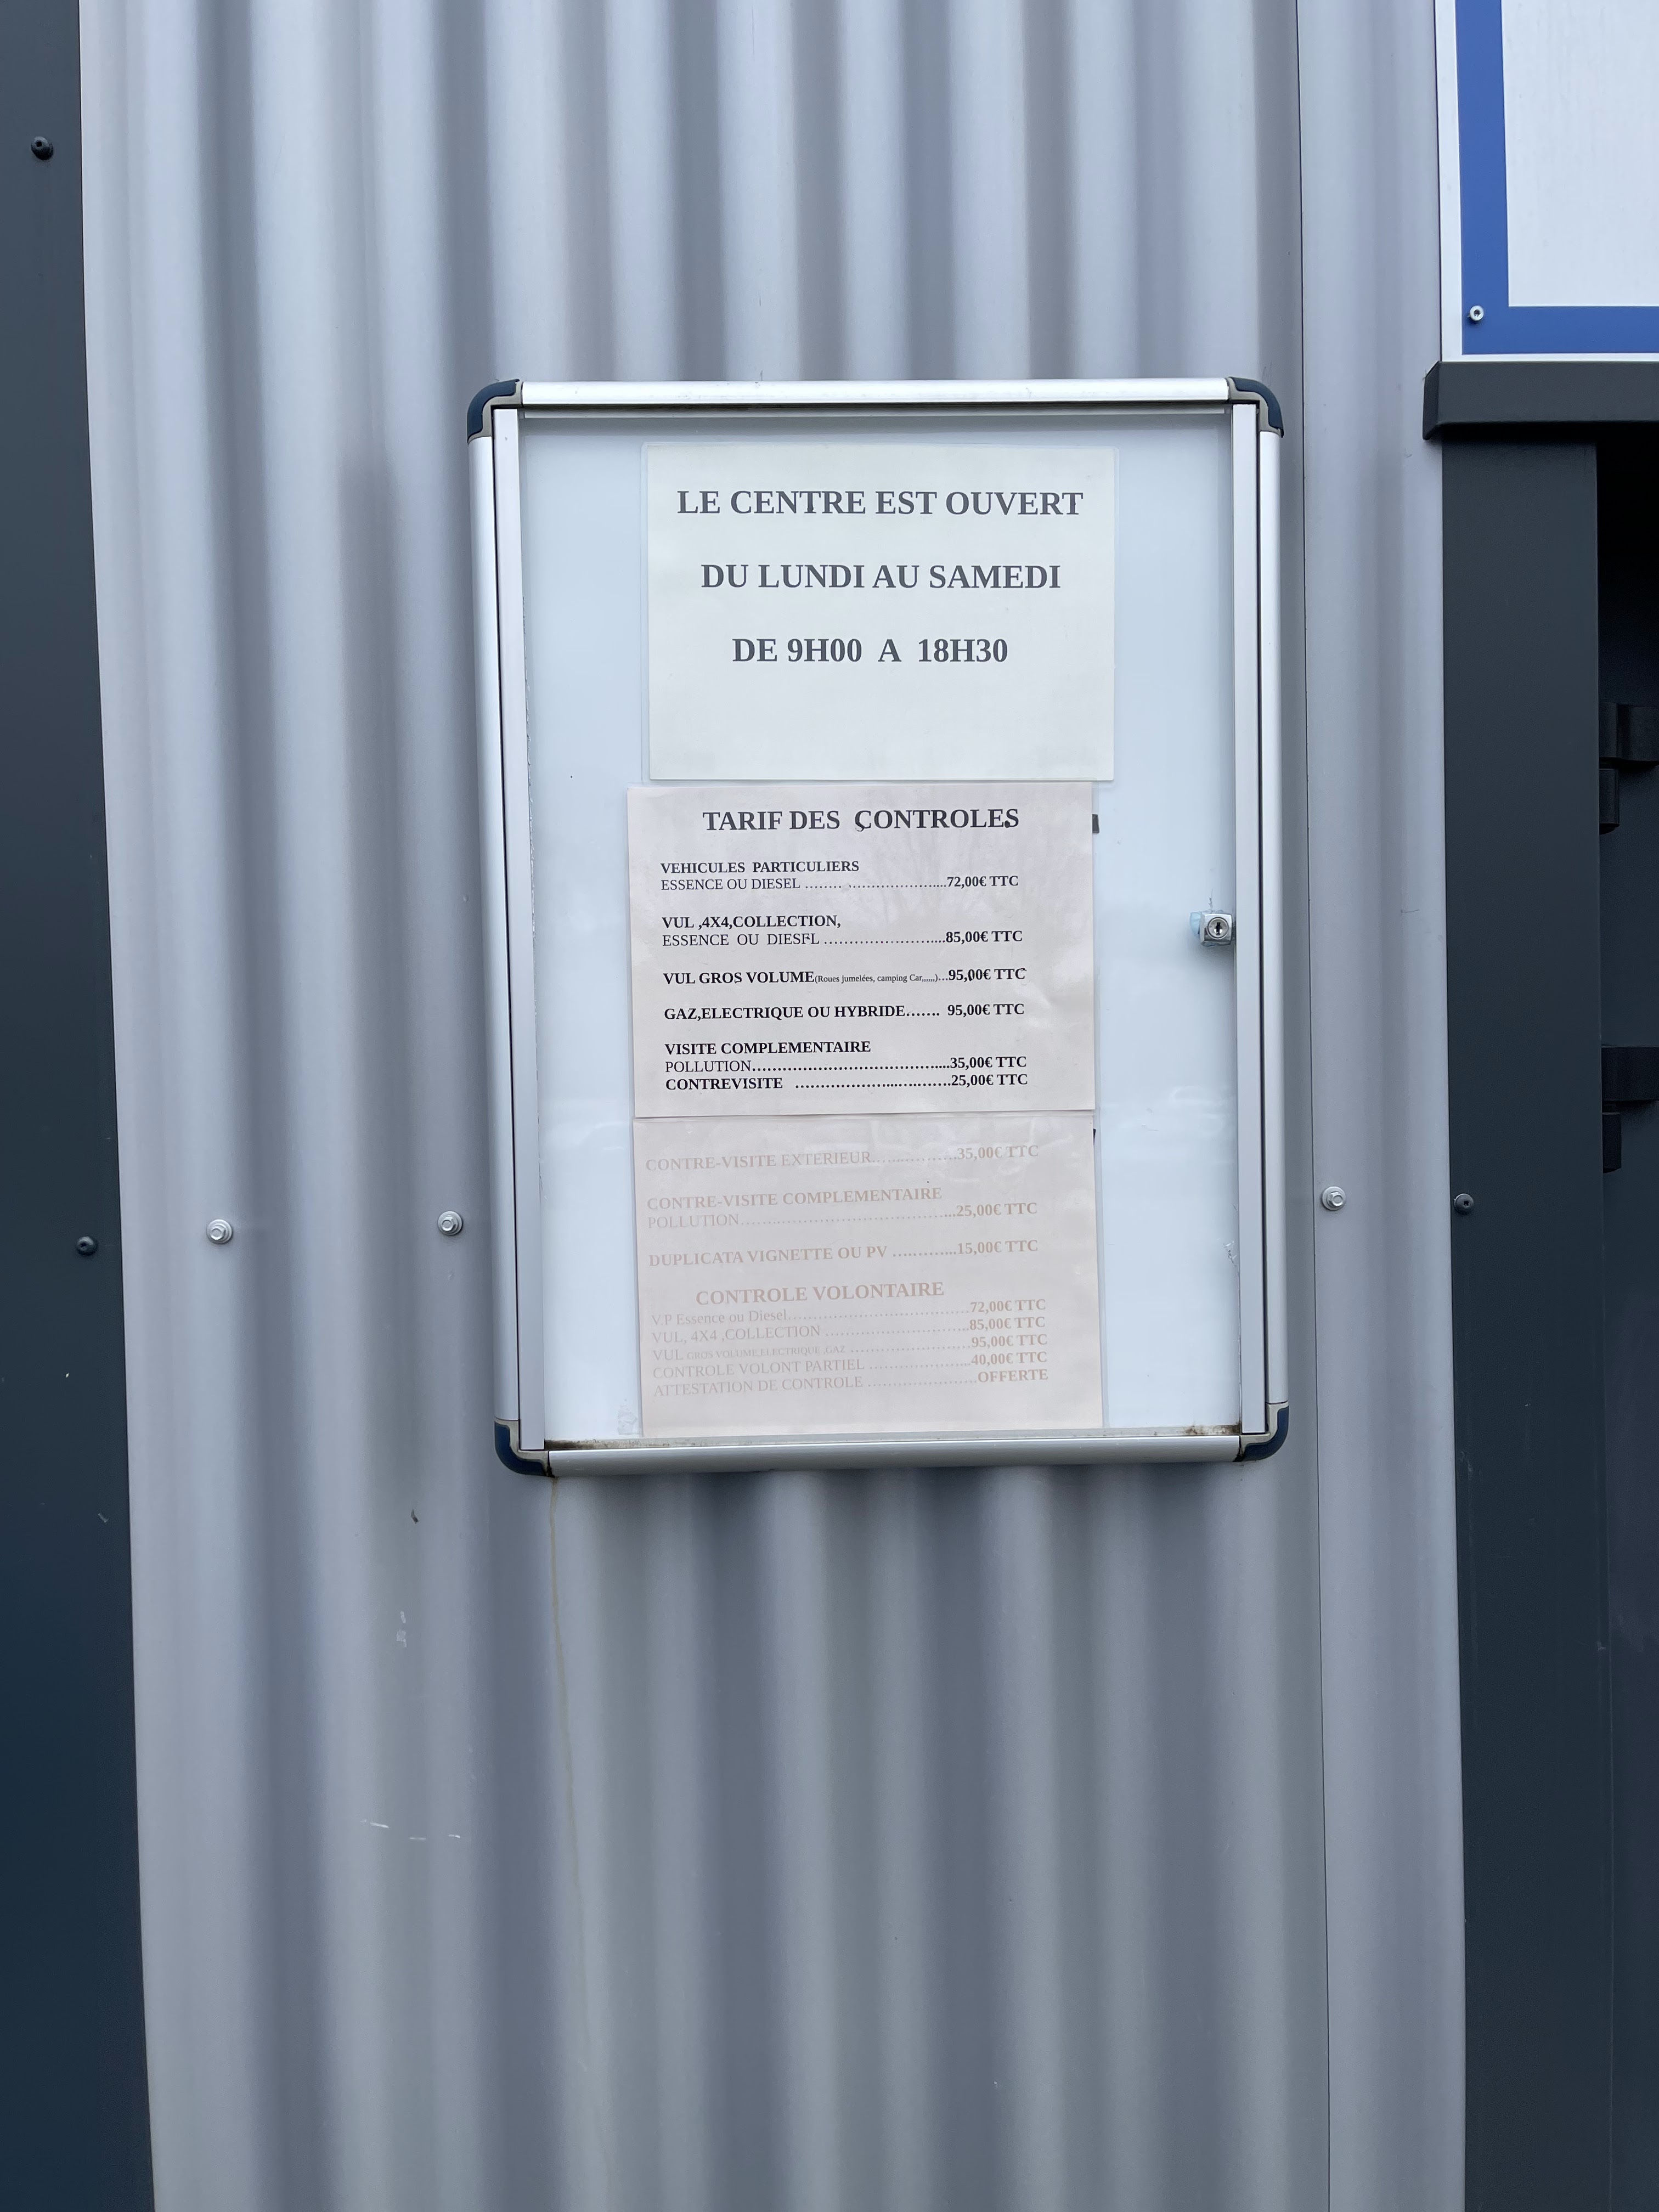 LE CENTRE EST OUVERT
DU LUNDI AU SAMEDI
DE 9H00 A 18H30
TARIF DES CONTROLES
VEHICULES PARTICULIERS
ESSENCE OU DIESEL ........ ......................72,00€ TTC
VUL ,4X4,COLLECTION,
ESSENCE OU DIESEL ........................85,00€ TTC
VUL GROS VOLUME(Roues jumelées, camping Car,,,,,,)...95,00€ TTC
GAZ,ELECTRIQUE OU HYBRIDE....... 95,00€ TTC
VISITE COMPLEMENTAIRE
POLLUTION.......................................35,00€ TTC
CONTREVISITE ...............................25,00€ TTC
CONTRE-VISITE EXTERIEUR.................35,00€ TTC
CONTRE-VISITE COMPLEMENTAIRE
POLLUTION...........................................25,00€ TTC
DUPLICATA VIGNETTE OU PV .............15,00€ TTC
CONTROLE VOLONTAIRE
V.P Essence ou Diesel....................................72,00€ TTC
VUL, 4X4 ,COLLECTION .............................85,00€ TTC
VUL GROS VOLUME,ELECTRIQUE ,GAZ .........................95,00€ TTC
CONTROLE VOLONT PARTIEL .....................40,00€ TTC
ATTESTATION DE CONTROLE ......................OFFERTE